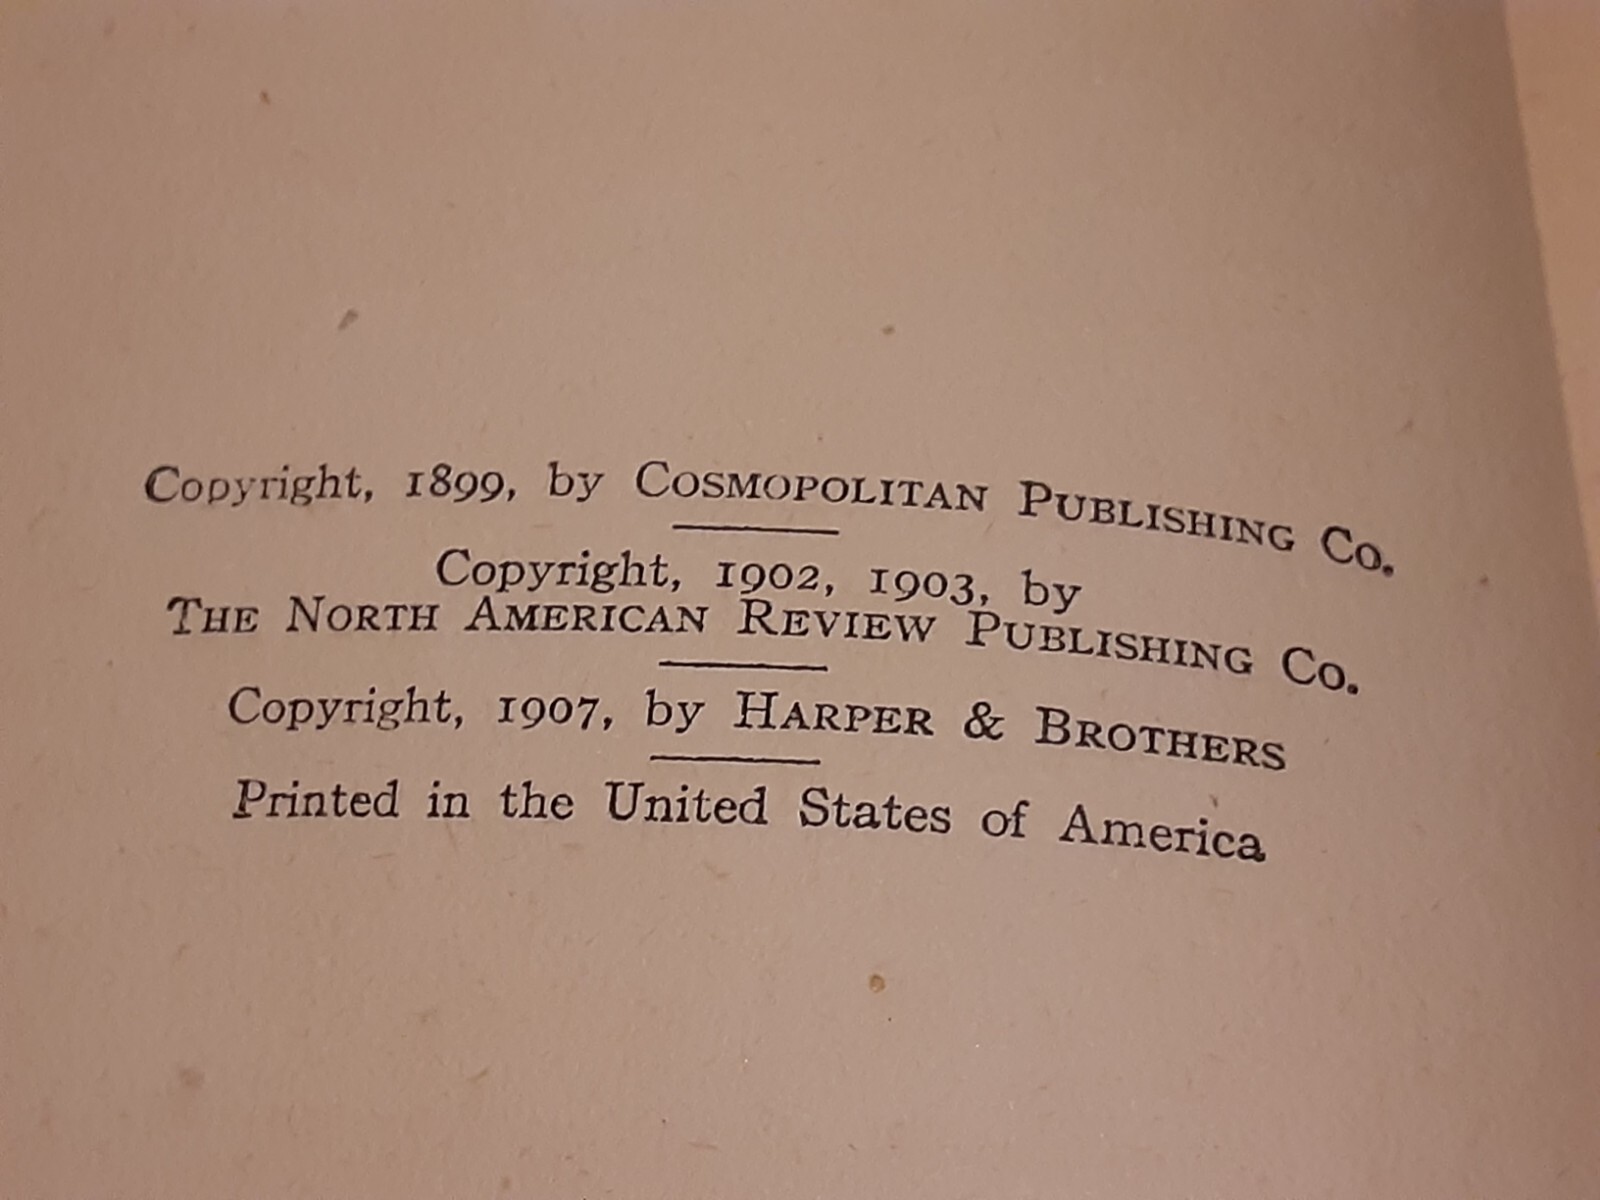 Copyright, 1899, by COSMOPOLITAN PUBLISHING CO.
Copyright, 1902, 1903, by
THE NORTH AMERICAN REVIEW PUBLISHING CO.
Copyright, 1907, by HARPER & BROTHERS
Printed in the United States of America